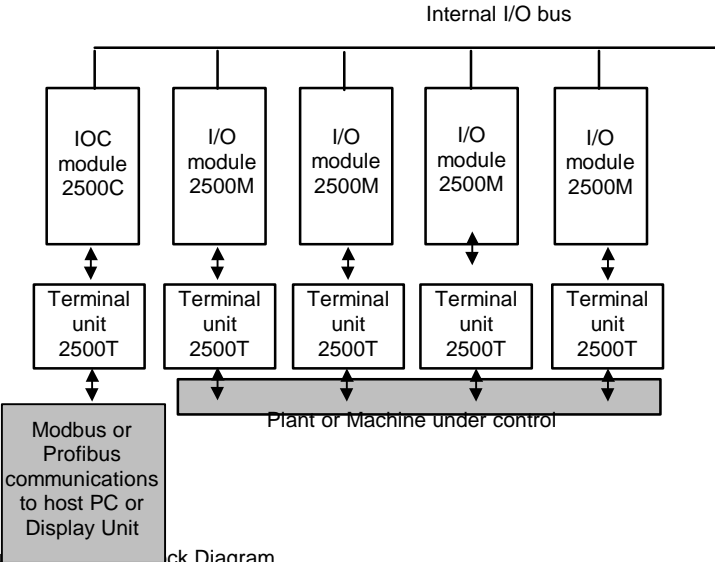 Internal I/O bus
IOC
module
2500C
I/O
module
2500M
I/O
module
2500M
I/O
module
2500M
I/O
module
2500M
Terminal
unit
2500T
Terminal
unit
2500T
Terminal
unit
2500T
Terminal
unit
2500T
Terminal
unit
2500T
Plant or Machine under control
Modbus or
Profibus
communications
to host PC or
Display Unit
Diagram